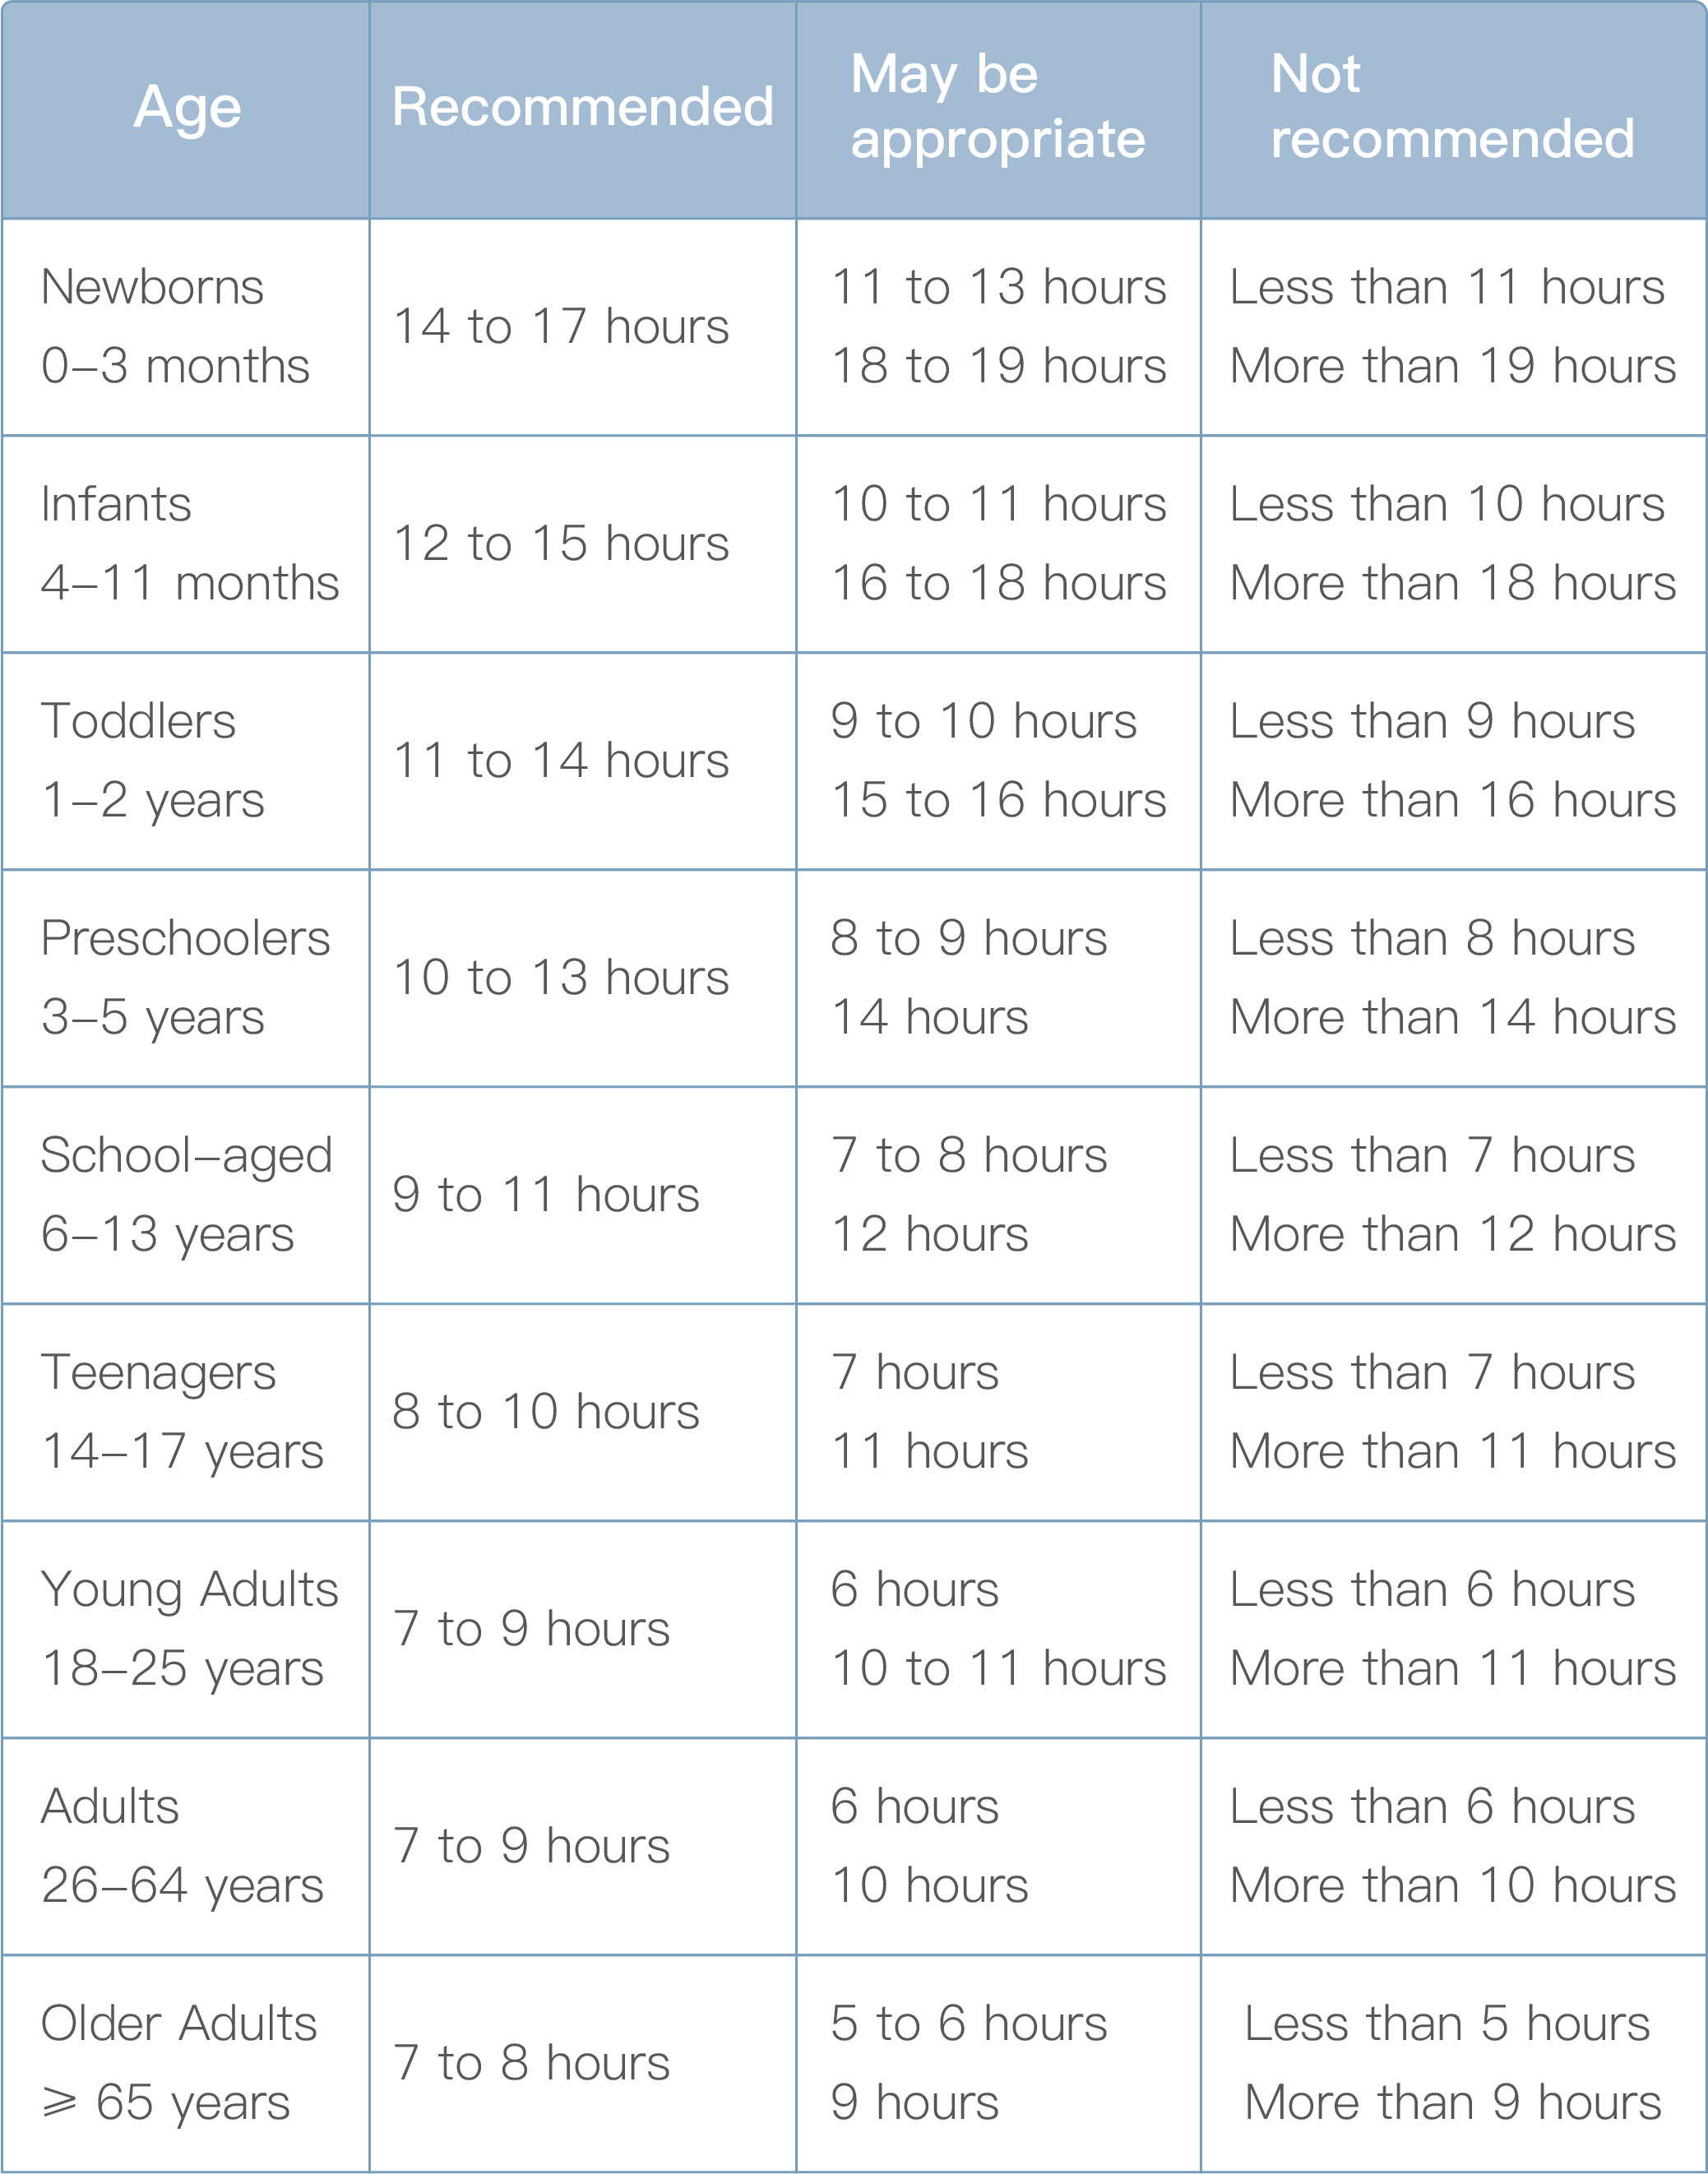 Age
Recommended
May be
appropriate
Not
recommended
Newborns
0–3 months
14 to 17 hours
11 to 13 hours
18 to 19 hours
Less than 11 hours
More than 19 hours
Infants
4–11 months
12 to 15 hours
10 to 11 hours
16 to 18 hours
Less than 10 hours
More than 18 hours
Toddlers
1–2 years
11 to 14 hours
9 to 10 hours
15 to 16 hours
Less than 9 hours
More than 16 hours
Preschoolers
3–5 years
10 to 13 hours
8 to 9 hours
14 hours
Less than 8 hours
More than 14 hours
School–aged
6–13 years
9 to 11 hours
7 to 8 hours
12 hours
Less than 7 hours
More than 12 hours
Teenagers
14–17 years
8 to 10 hours
7 hours
11 hours
Less than 7 hours
More than 11 hours
Young Adults
18–25 years
7 to 9 hours
6 hours
10 to 11 hours
Less than 6 hours
More than 11 hours
Adults
26–64 years
7 to 9 hours
6 hours
10 hours
Less than 6 hours
More than 10 hours
Older Adults
⩾ 65 years
7 to 8 hours
5 to 6 hours
9 hours
Less than 5 hours
More than 9 hours